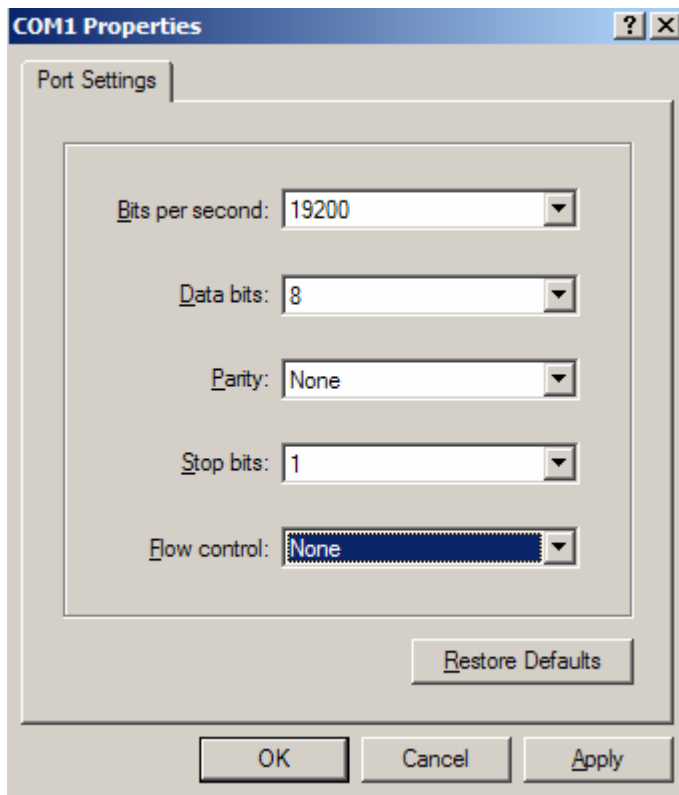 COM1 Properties
Port Settings
Bits per second: 19200
Data bits: 8
Parity: None
Stop bits: 1
Flow control: None
Restore Defaults
OK Cancel Apply